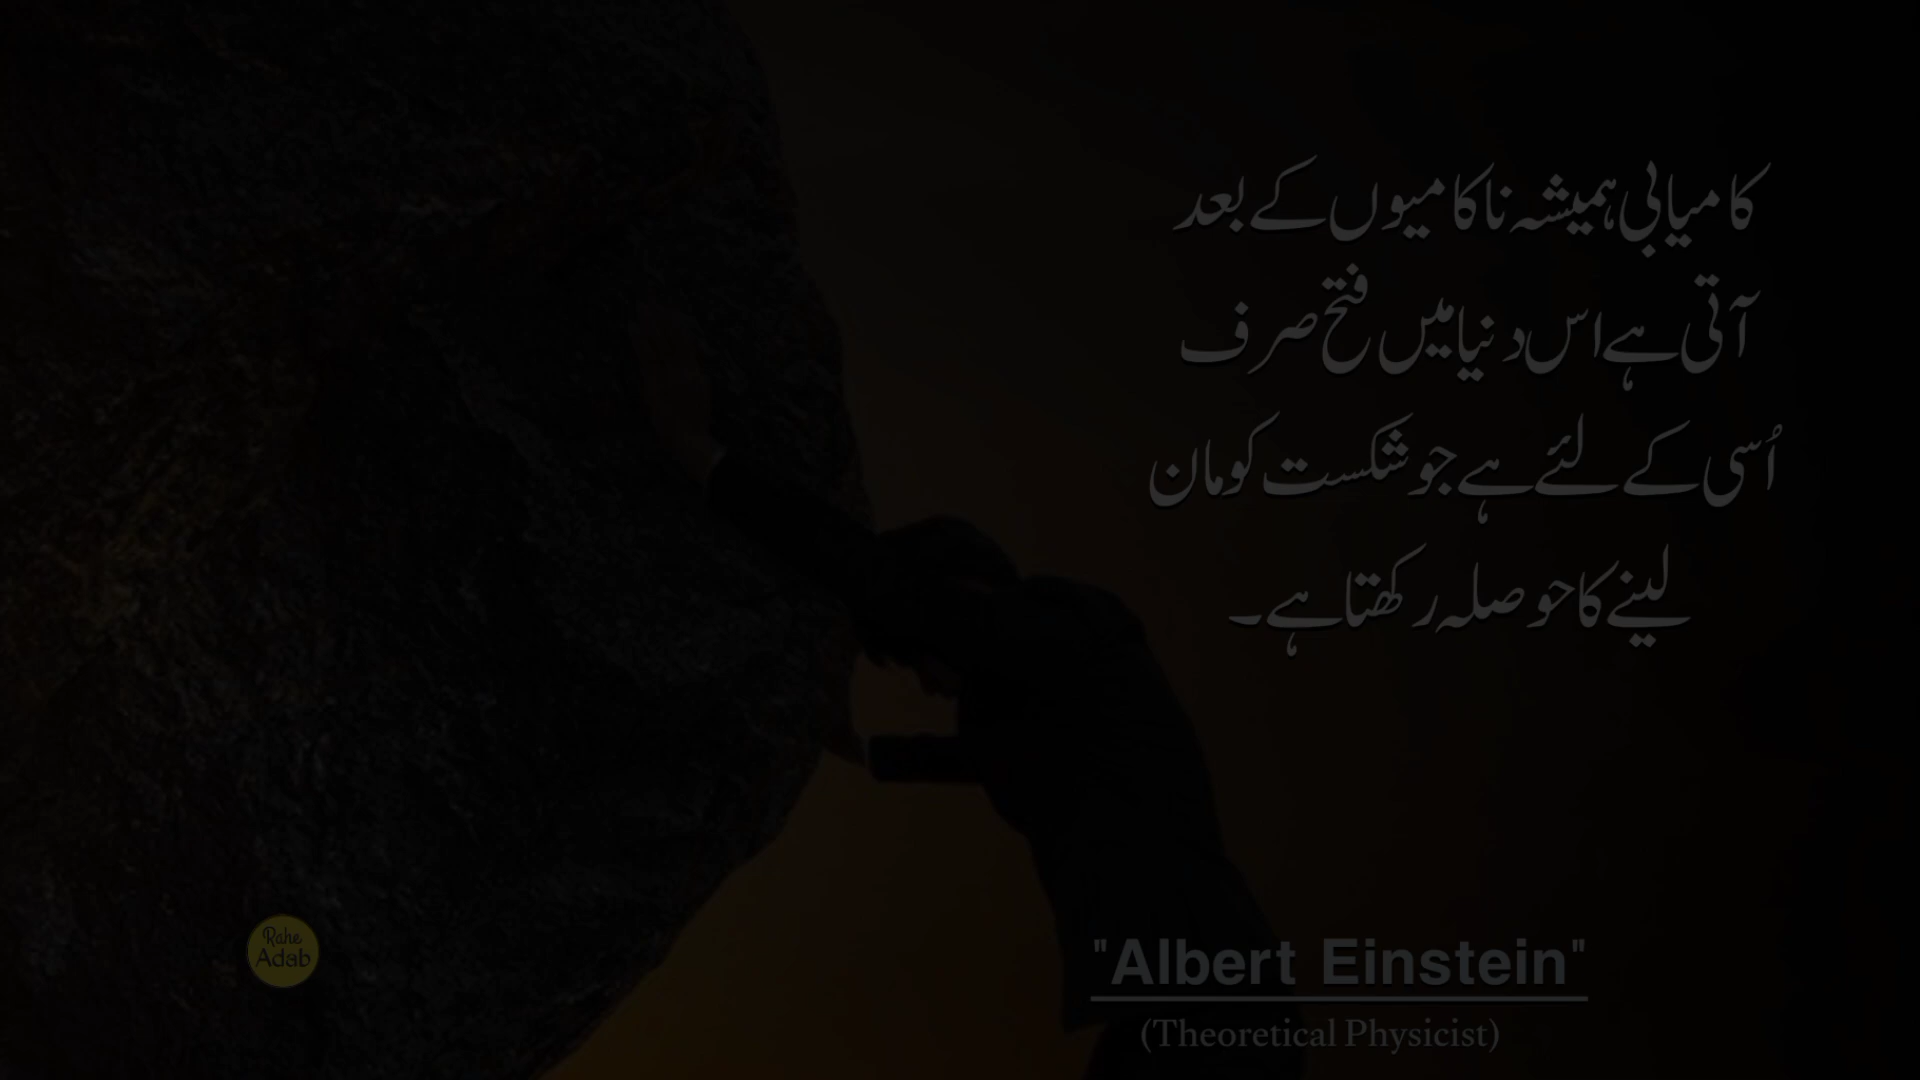 کامیابی ہمیشہ ناکامیوں کے بعد
آتی ہے اس دنیا میں فتح صرف
اُسی کے لئے ہے جو شکست کو مان
لینے کا حوصلہ رکھتا ہے۔
Rahe
Adab
"Albert Einstein"
(Theoretical Physicist)